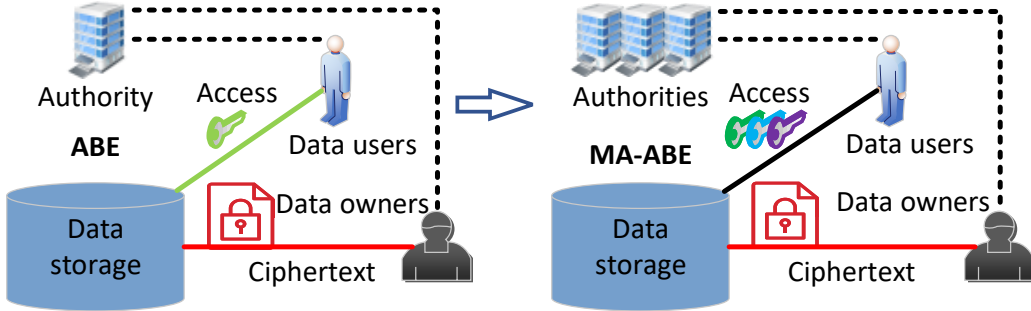 Authority
Access
ABE
Data users
Data owners
Data
storage
Ciphertext
Authorities
Access
MA-ABE
Data users
Data owners
Data
storage
Ciphertext